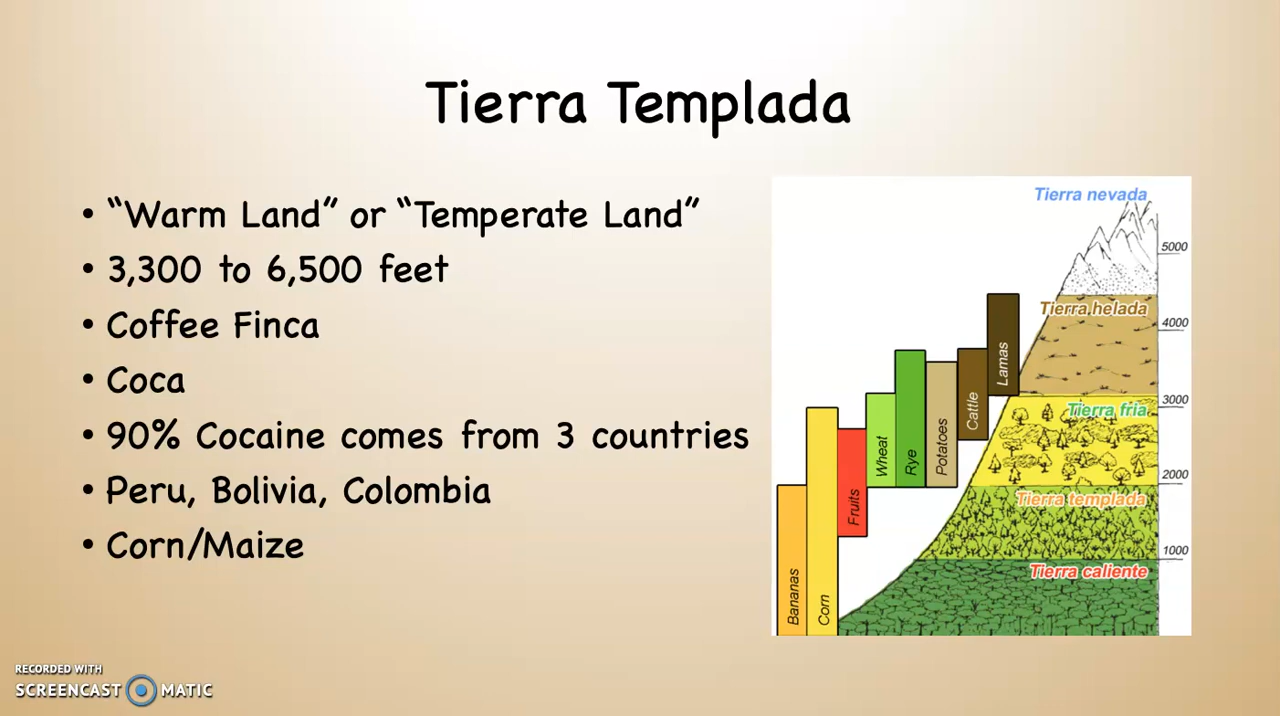 Tierra Templada
• “Warm Land” or “Temperate Land”
• 3,300 to 6,500 feet
• Coffee Finca
• Coca
• 90% Cocaine comes from 3 countries
• Peru, Bolivia, Colombia
• Corn/Maize
Tierra nevada
5000
Tierra helada
4000
3000
Tierra fria
2000
Tierra templada
1000
Tierra caliente
Bananas
Corn
Fruits
Wheat
Rye
Potatoes
Cattle
Lamas
RECORDED WITH
SCREENCAST MATIC